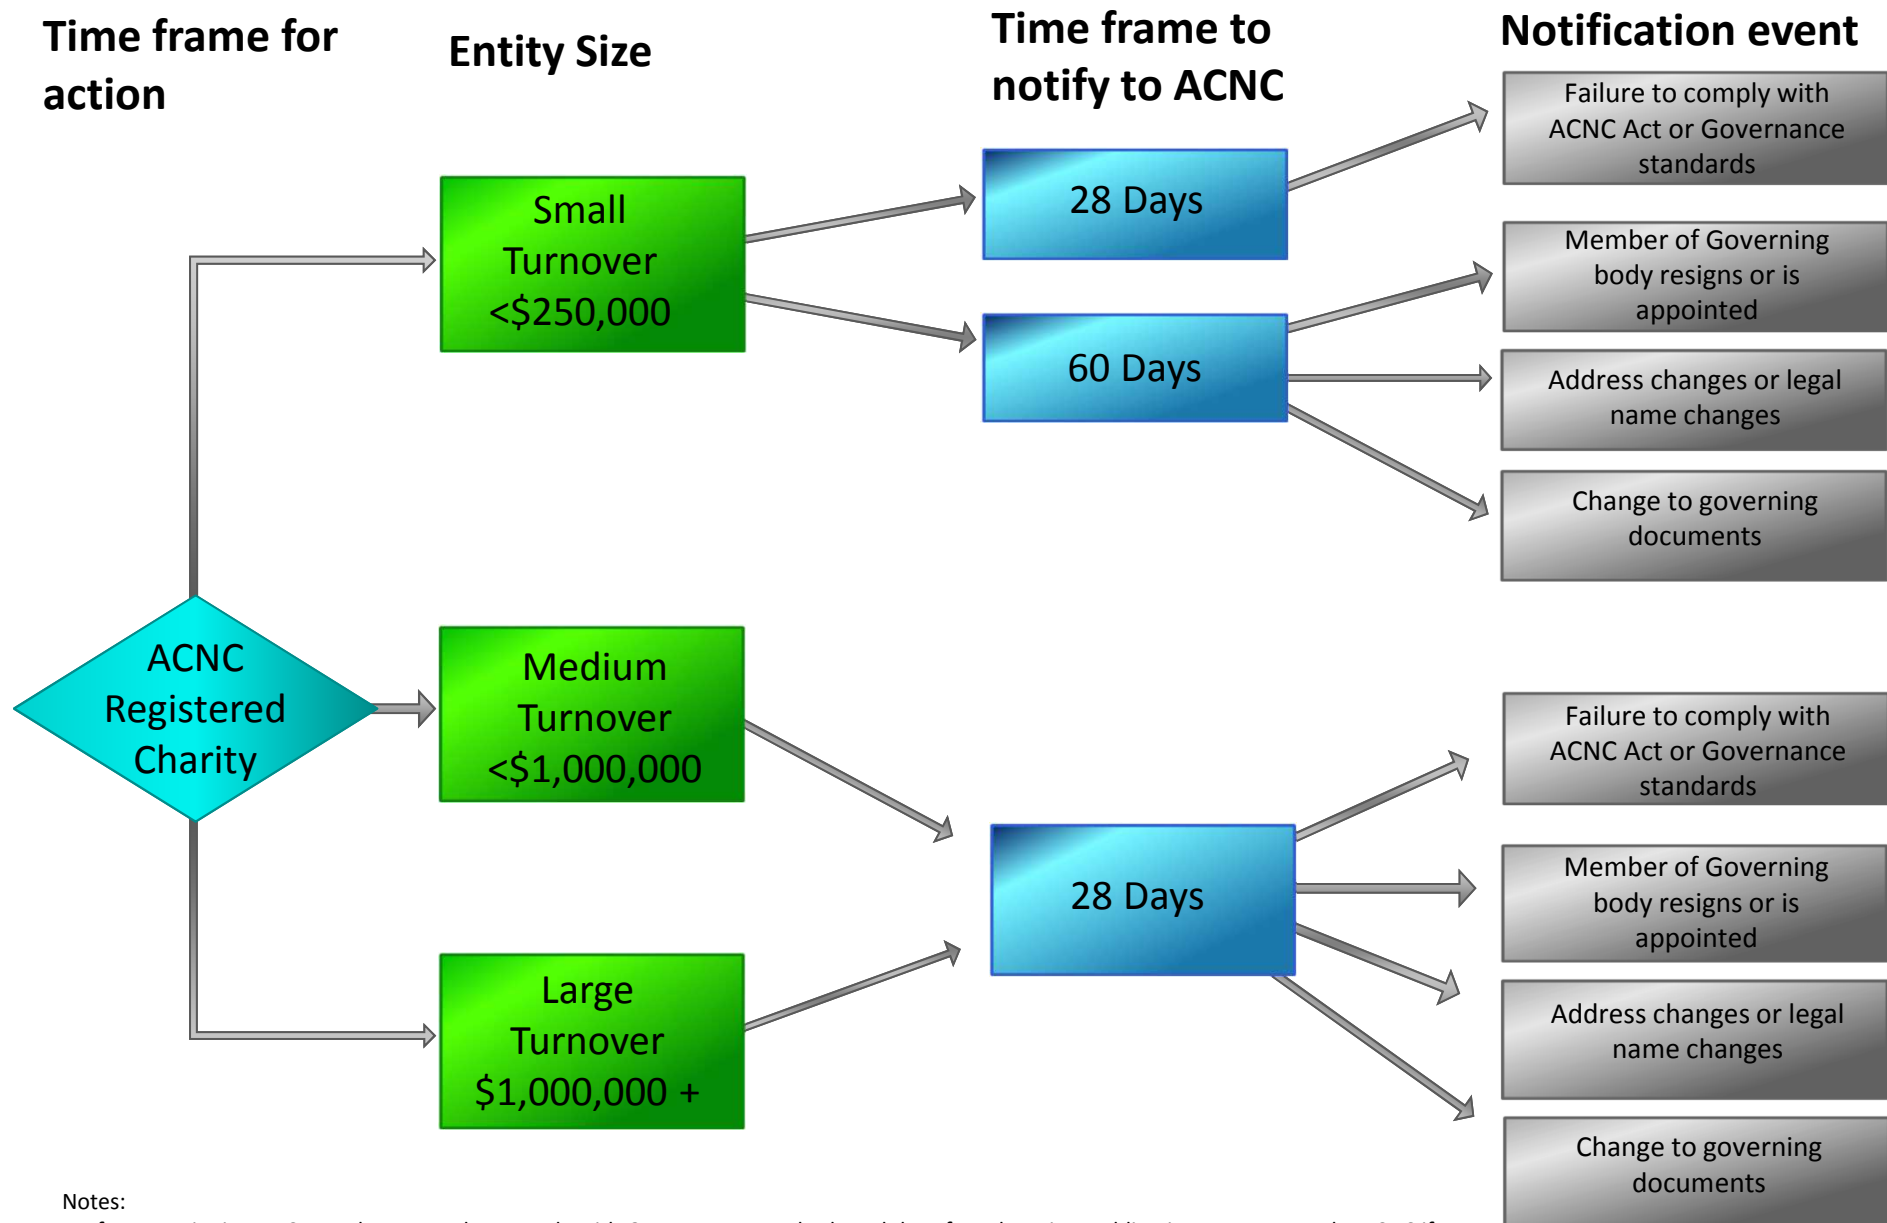 Time frame for
action
Entity Size
Time frame to
notify to ACNC
Notification event
Small
Turnover
<$250,000
28 Days
60 Days
Failure to comply with
ACNC Act or Governance
standards
Member of Governing
body resigns or is
appointed
Address changes or legal
name changes
Change to governing
documents
ACNC
Registered
Charity
Medium
Turnover
<$1,000,000
Large
Turnover
$1,000,000 +
28 Days
Failure to comply with
ACNC Act or Governance
standards
Member of Governing
body resigns or is
appointed
Address changes or legal
name changes
Change to governing
documents
Notes: